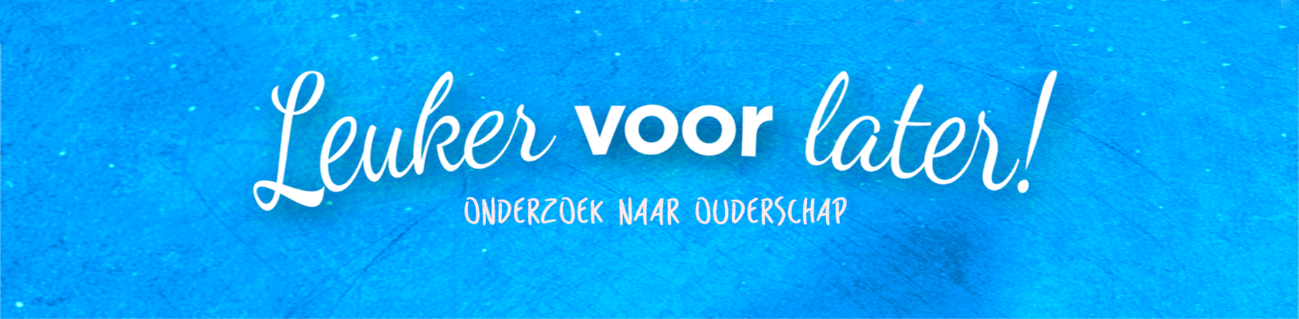 Leuker voor later!
ONDERZOEK NAAR OUDERSCHAP